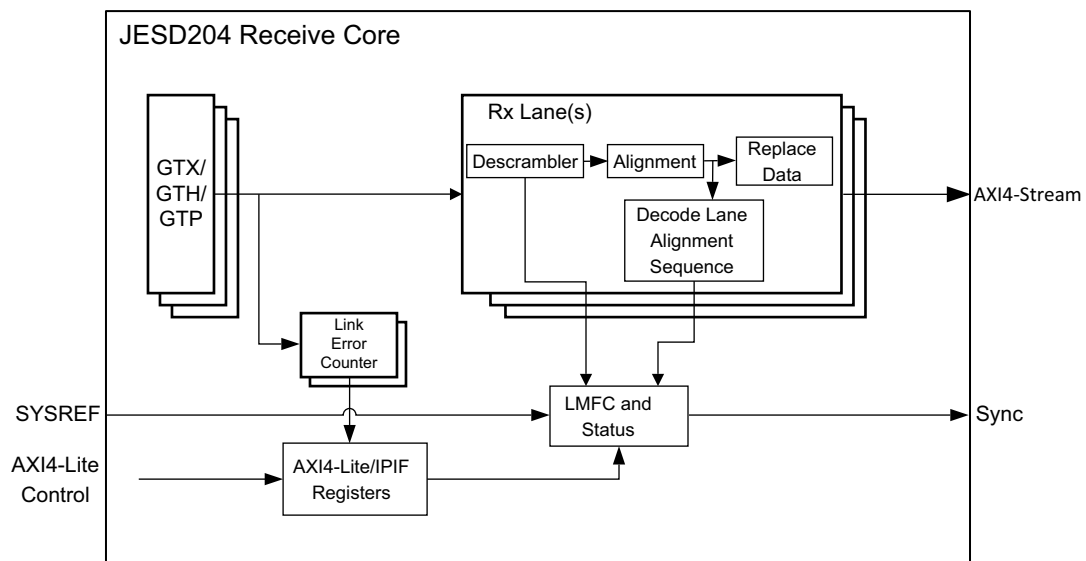 JESD204 Receive Core
GTX/
GTH/
GTP
Rx Lane(s)
Descrambler
Alignment
Replace
Data
Decode Lane
Alignment
Sequence
AXI4-Stream
Link
Error
Counter
SYSREF
LMFC and
Status
Sync
AXI4-Lite
Control
AXI4-Lite/IPIF
Registers